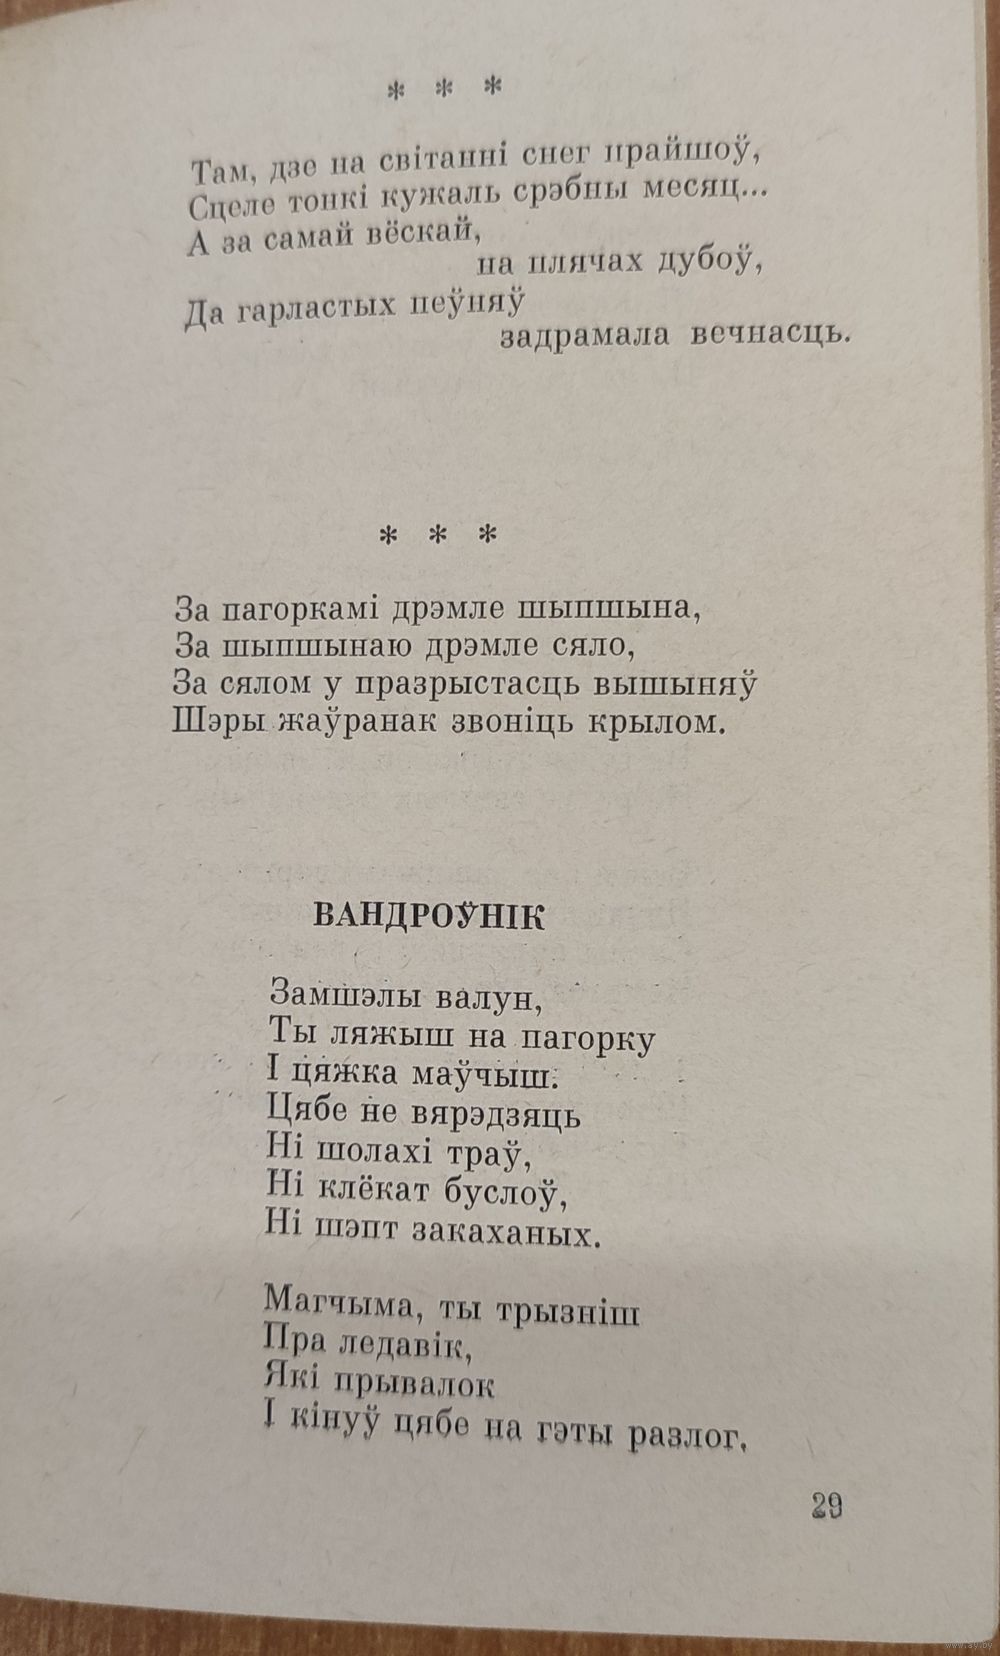 * * *
Там, дзе на світанні снег прайшоў,
Сцеле тонкі кужаль срэбны месяц...
А за самай вёскай,
на плячах дубоў,
Да гарластых пеўняў
задрамала вечнасць.
* * *
За пагоркамі дрэмле шыпшына,
За шыпшынаю дрэмле сяло,
За сялом у празрыстасць вышыняў
Шэры жаўранак звоніць крылом.
ВАНДРОЎНІК
Замшэлы валун,
Ты ляжыш на пагорку
І цяжка маўчыш.
Цябе не вярэдзяць
Ні шолахі траў,
Ні клёкат буслоў,
Ні шэпт закаханых.
Магчыма, ты трызніш
Пра ледавік,
Які прывалок
І кінуў цябе на гэты разлог,
29
www.ay.by